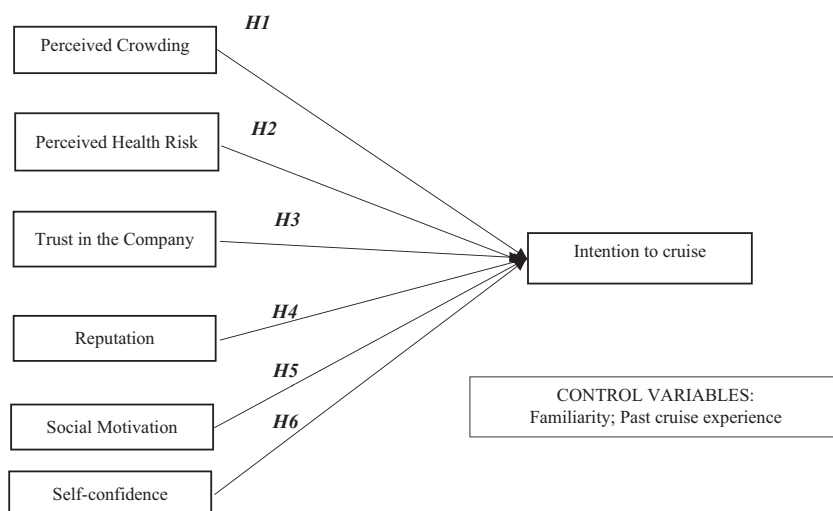 H1
Perceived Crowding
H2
Perceived Health Risk
H3
Trust in the Company
Intention to cruise
H4
Reputation
H5
CONTROL VARIABLES:
Familiarity; Past cruise experience
Social Motivation
H6
Self-confidence